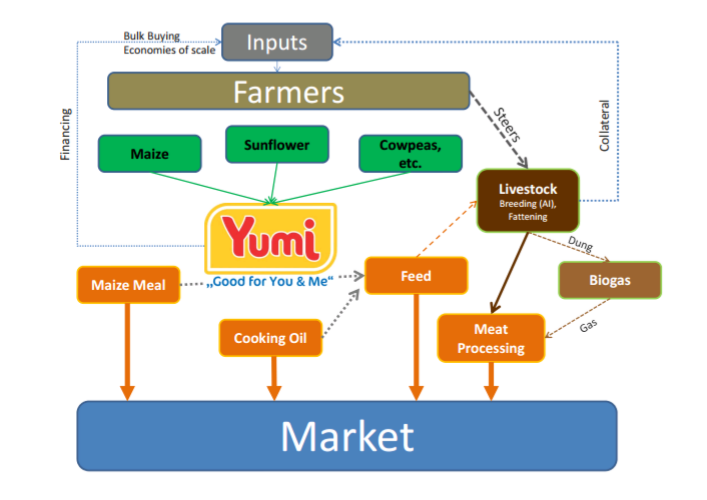 Bulk Buying
Economies of scale
Inputs
Farmers
Financing
Steers
Collateral
Maize
Sunflower
Cowpeas,
etc.
Livestock
Breeding (AI),
Fattening
Yumi
Dung
Maize Meal
„Good for You & Me“
Feed
Biogas
Cooking Oil
Meat
Processing
Gas
Market